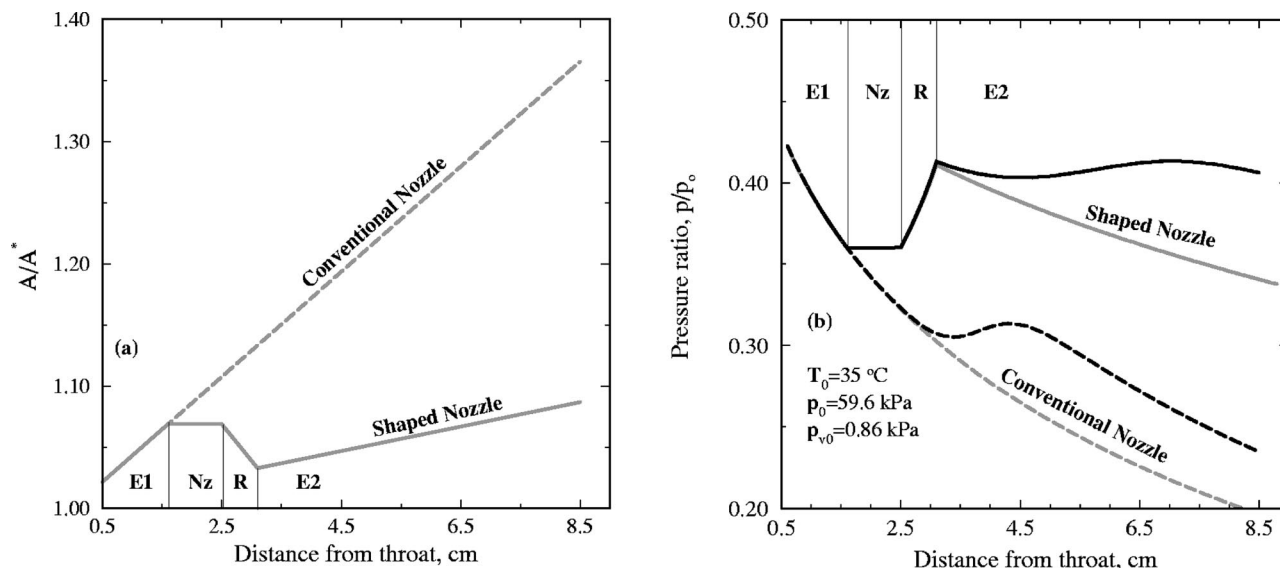 1.40
1.30
1.20
1.10
1.00
A/A*
Conventional Nozzle
(a)
Shaped Nozzle
E1
Nz
R
E2
0.5
2.5
4.5
6.5
8.5
Distance from throat, cm
0.50
0.40
0.30
0.20
Pressure ratio, p/po
E1
Nz
R
E2
Shaped Nozzle
(b)
T0=35 °C
p0=59.6 kPa
pv0=0.86 kPa
Conventional Nozzle
0.5
2.5
4.5
6.5
8.5
Distance from throat, cm